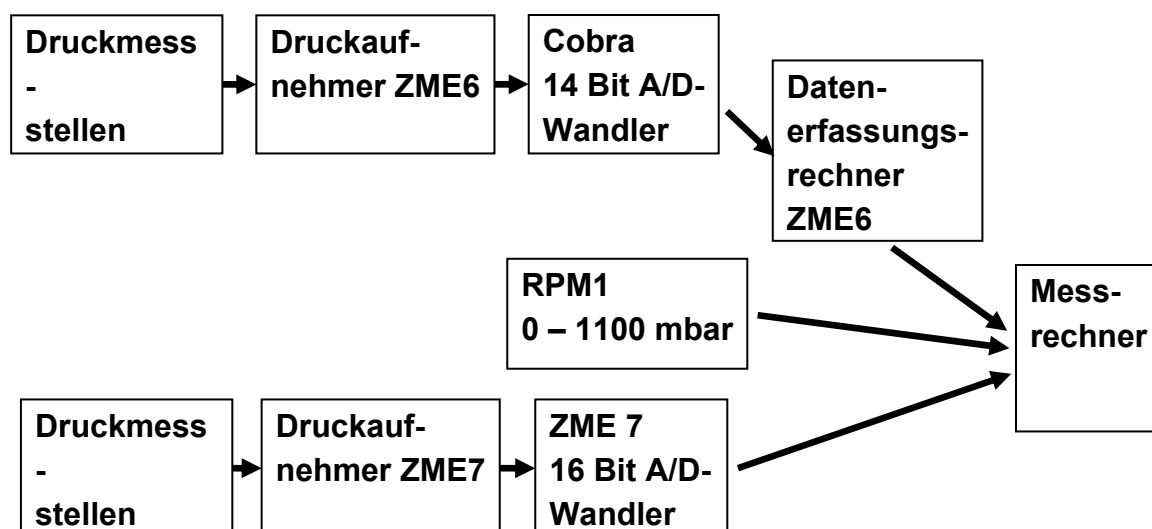 Druckmess
-
stellen
Druckauf-
nehmer ZME6
Cobra
14 Bit A/D-
Wandler
Daten-
erfassungs-
rechner
ZME6
RPM1
0 – 1100 mbar
Mess-
rechner
Druckmess
-
stellen
Druckauf-
nehmer ZME7
ZME 7
16 Bit A/D-
Wandler